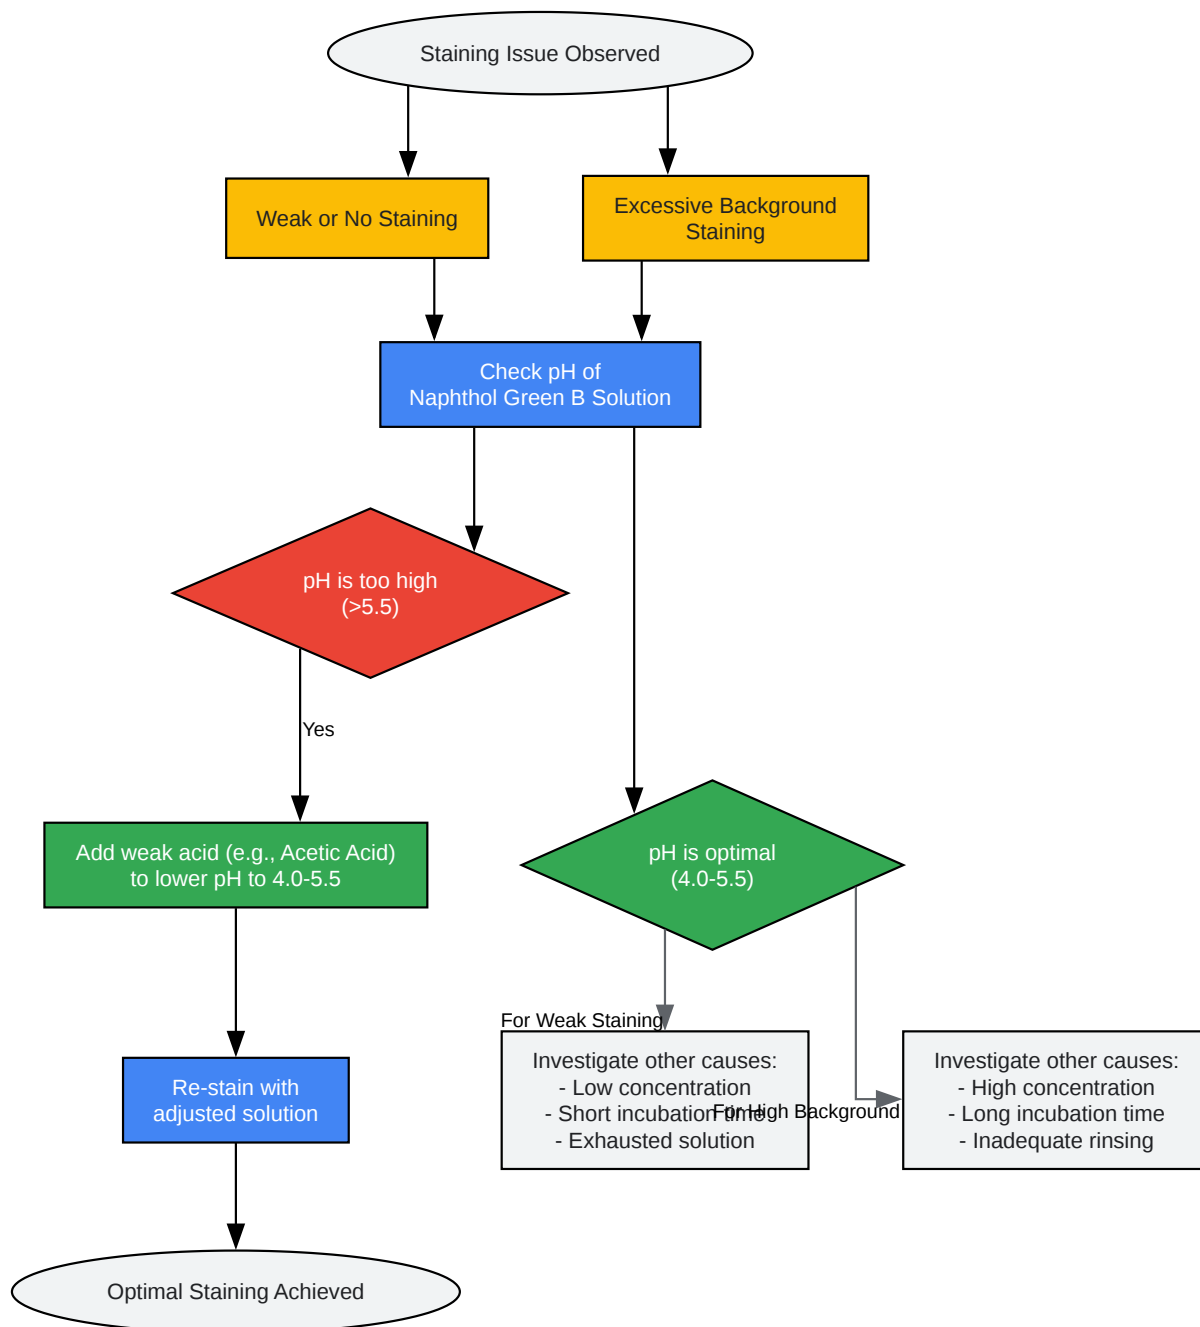 Staining Issue Observed
Weak or No Staining
Excessive Background
Staining
Check pH of
Naphthol Green B Solution
pH is too high
(>5.5)
Yes
Add weak acid (e.g., Acetic Acid)
to lower pH to 4.0-5.5
pH is optimal
(4.0-5.5)
For Weak Staining
Investigate other causes:
- Low concentration
- Short incubation time
- Exhausted solution
For High Background
Investigate other causes:
- High concentration
- Long incubation time
- Inadequate rinsing
Re-stain with
adjusted solution
Optimal Staining Achieved